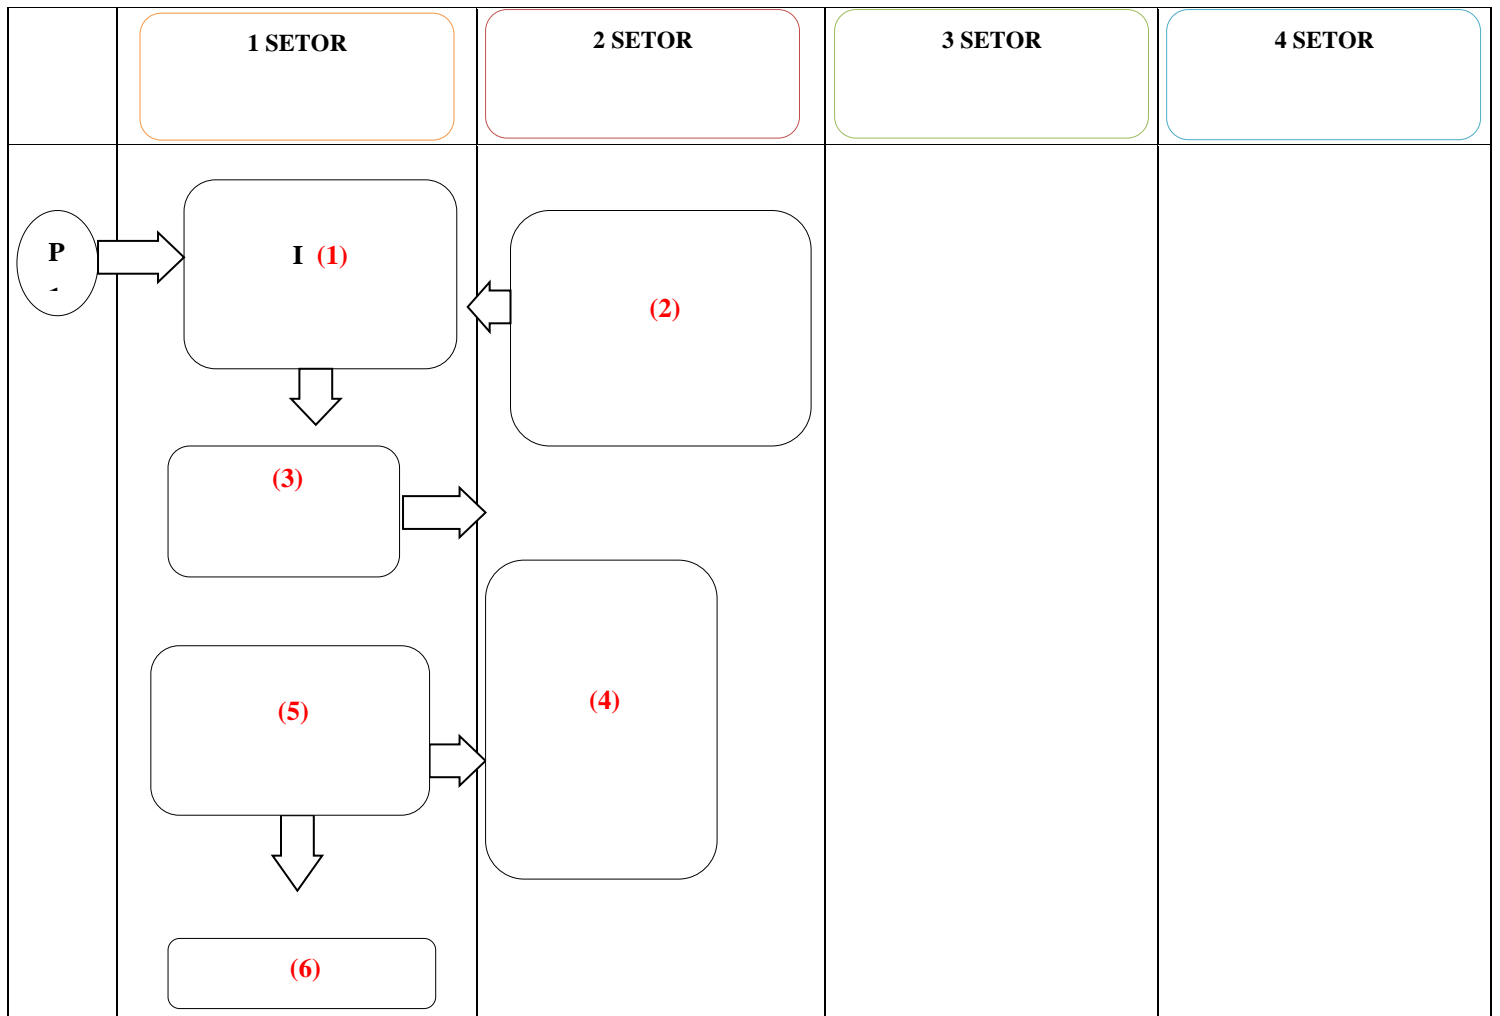 1 SETOR
2 SETOR
3 SETOR
4 SETOR
P
I (1)
(2)
(3)
(4)
(5)
(6)